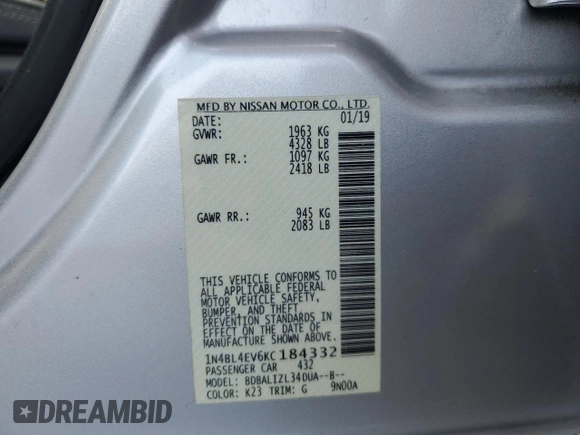 MFD BY NISSAN MOTOR CO., LTD.
DATE: 01/19
GVWR: 1963 KG
4328 LB
GAWR FR.: 1097 KG
2418 LB
GAWR RR.: 945 KG
2083 LB
THIS VEHICLE CONFORMS TO
ALL APPLICABLE FEDERAL
MOTOR VEHICLE SAFETY,
BUMPER, AND THEFT
PREVENTION STANDARDS IN
EFFECT ON THE DATE OF
MANUFACTURE SHOWN ABOVE.
1N4BL4EV6KC184332
PASSENGER CAR 432
MODEL: BDBALIZL34DUA--B--
COLOR: K23 TRIM: G 9N00A
DEALERS SHOP